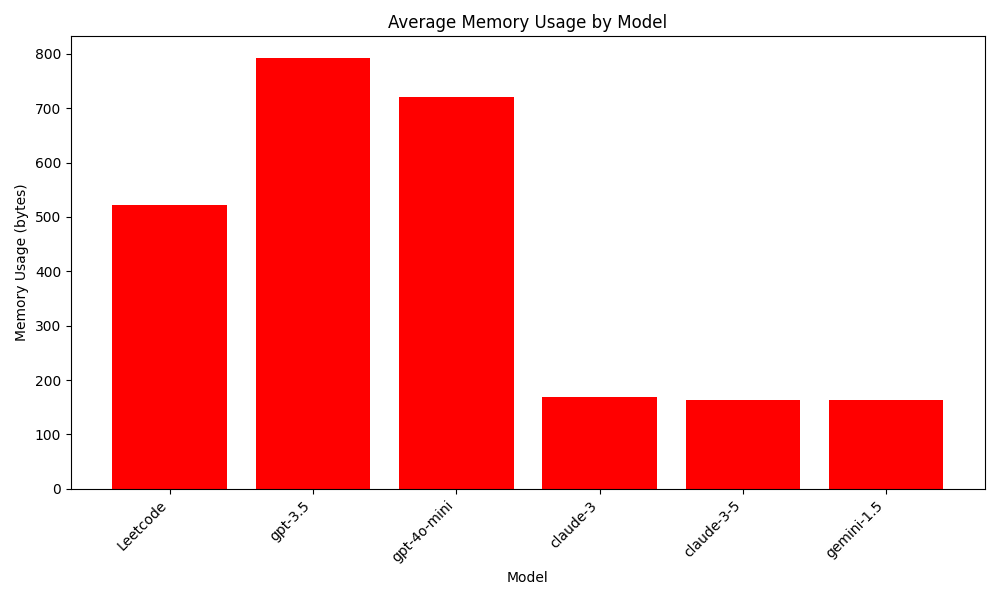 Average Memory Usage by Model
Memory Usage (bytes)
800
700
600
500
400
300
200
100
0
Leetcode
gpt-3.5
gpt-4o-mini
claude-3
claude-3-5
gemini-1.5
Model